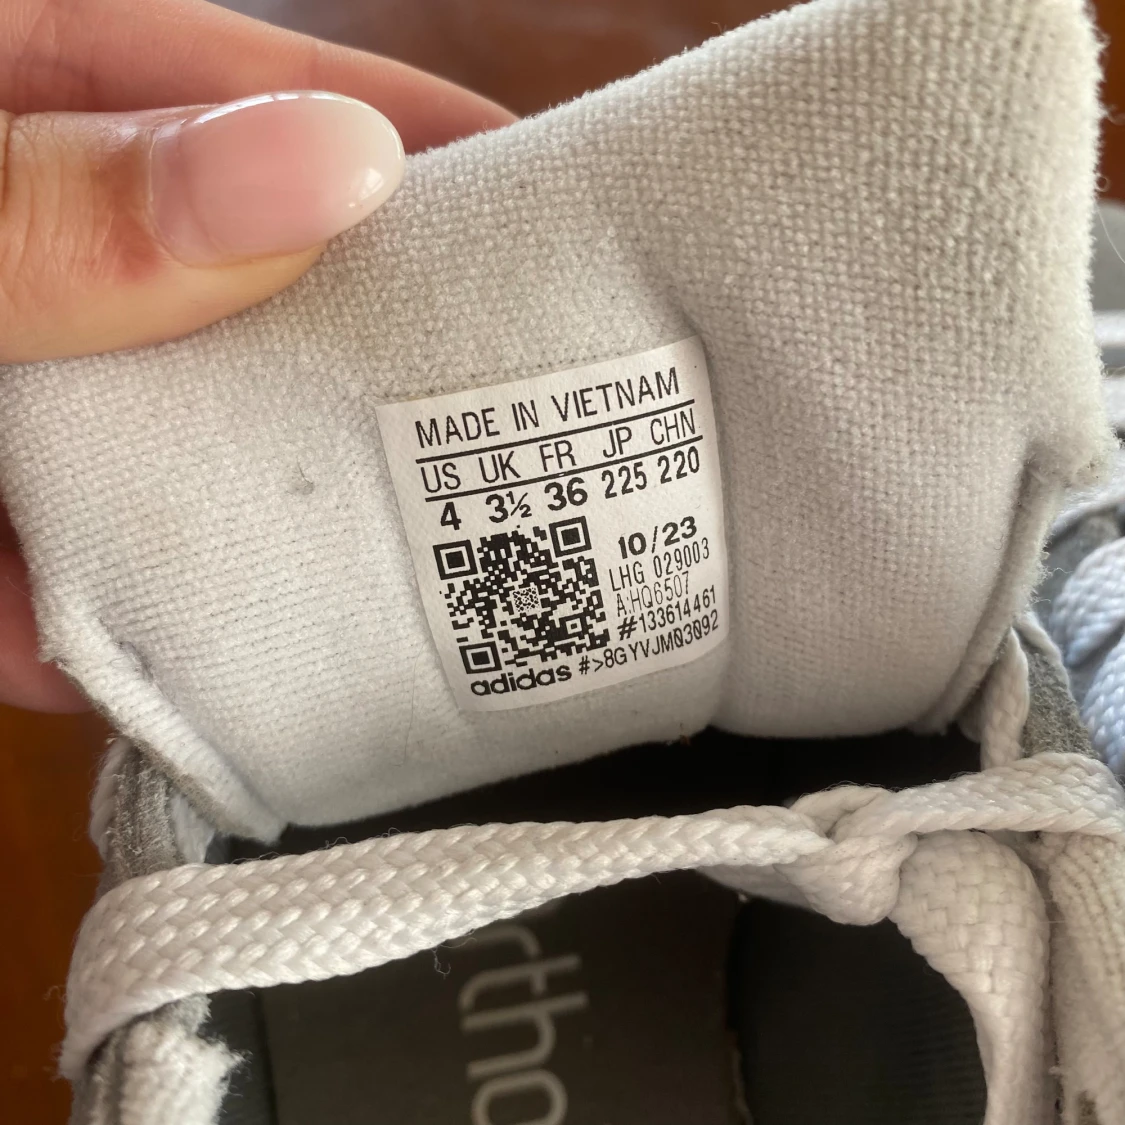 MADE IN VIETNAM
US UK FR JP CHN
4 3½ 36 225 220
10/23
LHG 029003
A:HQ6507
#133614461
adidas #>8GYVJMQ3092
rtho